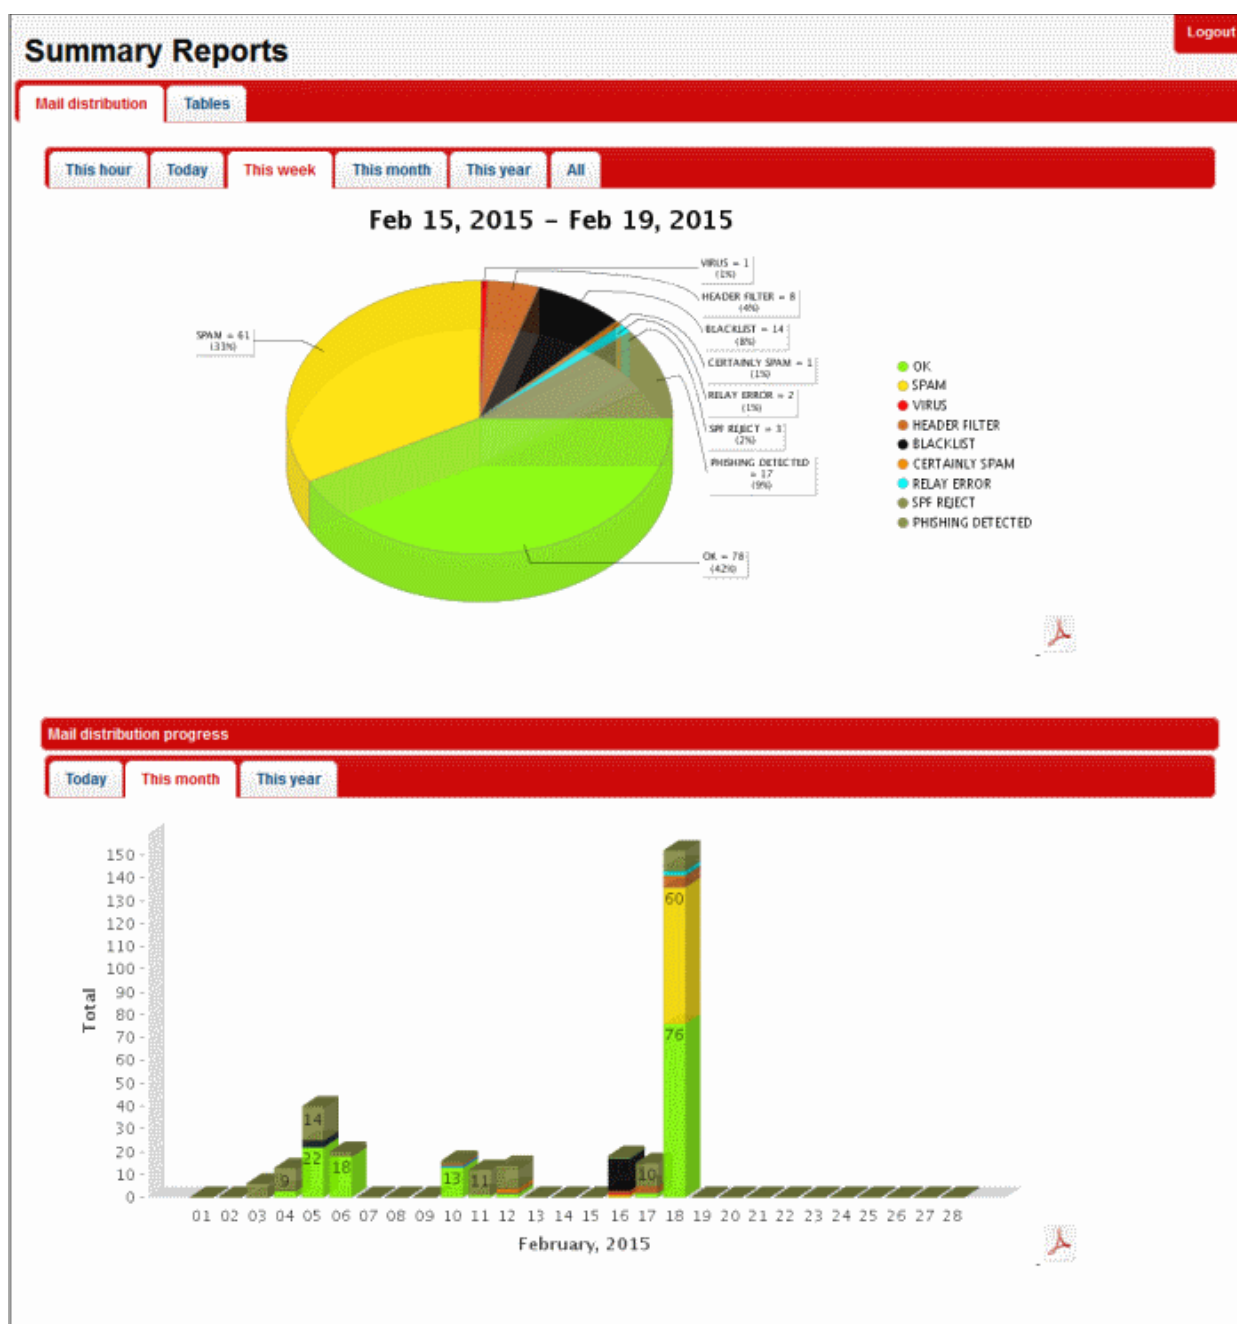 Logout
Summary Reports
Mail distribution
Tables
This hour
Today
This week
This month
This year
All
Feb 15, 2015 – Feb 19, 2015
VIRUS = 1
(1%)
HEADER FILTER = 8
(4%)
BLACKLIST = 14
(8%)
CERTAINLY SPAM = 1
(1%)
RELAY ERROR = 2
(1%)
SPF REJECT = 3
(2%)
PHISHING DETECTED
= 17
(9%)
OK = 78
(42%)
SPAM = 61
(33%)
OK
SPAM
VIRUS
HEADER FILTER
BLACKLIST
CERTAINLY SPAM
RELAY ERROR
SPF REJECT
PHISHING DETECTED
Mail distribution progress
Today
This month
This year
Total
150
140
130
120
110
100
90
80
70
60
50
40
30
20
10
0
9
14
22
18
13
11
10
60
76
01 02 03 04 05 06 07 08 09 10 11 12 13 14 15 16 17 18 19 20 21 22 23 24 25 26 27 28
February, 2015